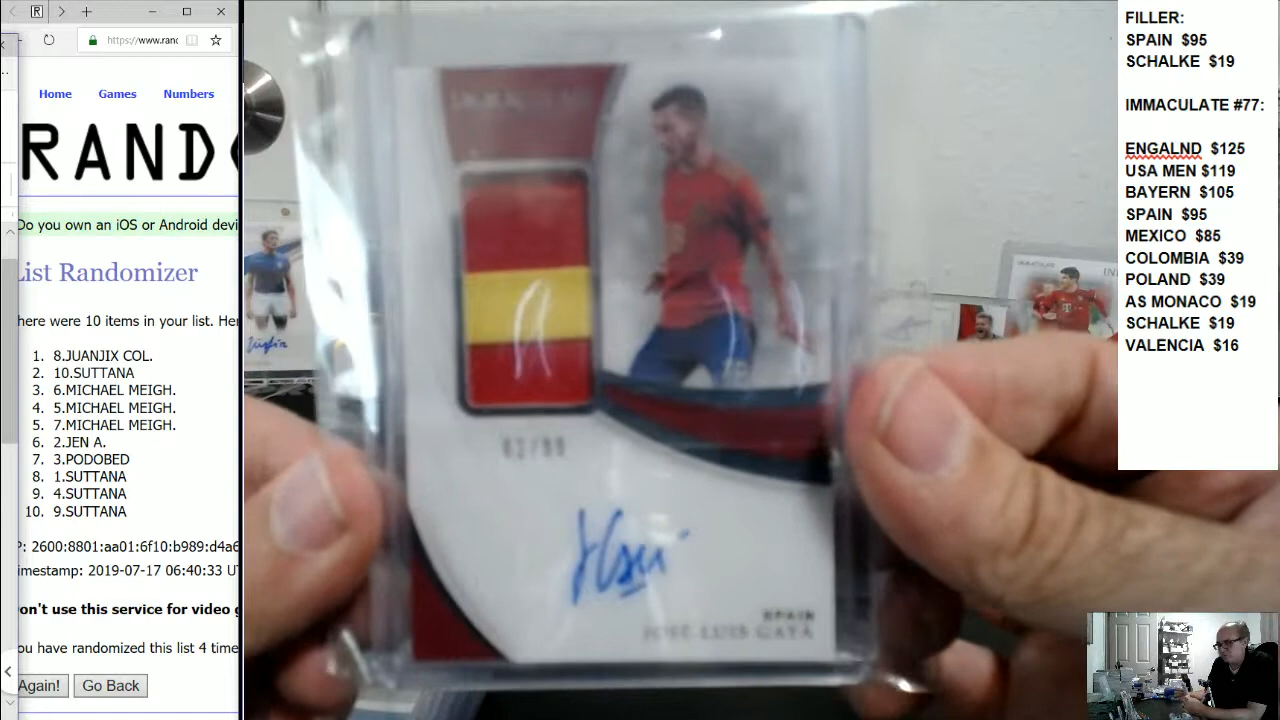 https://www.ranc
Home Games Numbers
RANDO
Do you own an iOS or Android devi
List Randomizer
here were 10 items in your list. Her
1. 8.JUANJIX COL.
2. 10.SUTTANA
3. 6.MICHAEL MEIGH.
4. 5.MICHAEL MEIGH.
5. 7.MICHAEL MEIGH.
6. 2.JEN A.
7. 3.PODOBED
8. 1.SUTTANA
9. 4.SUTTANA
10. 9.SUTTANA
P: 2600:8801:aa01:6f10:b989:d4a6
imestamp: 2019-07-17 06:40:33 U
on't use this service for video g
ou have randomized this list 4 time
Again! Go Back
SPAIN
JOSE LUIS GAYA
FILLER:
SPAIN $95
SCHALKE $19
IMMACULATE #77:
ENGALND $125
USA MEN $119
BAYERN $105
SPAIN $95
MEXICO $85
COLOMBIA $39
POLAND $39
AS MONACO $19
SCHALKE $19
VALENCIA $16